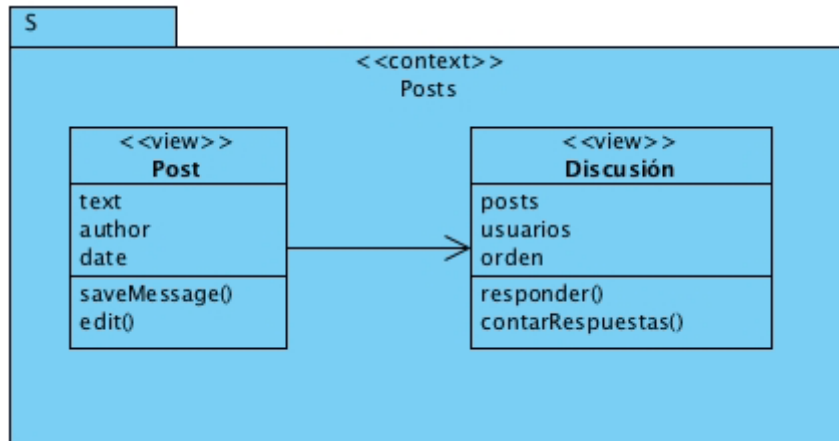 S
<<context>>
Posts
<<view>>
Post
text
author
date
saveMessage()
edit()
<<view>>
Discusión
posts
usuarios
orden
responder()
contarRespuestas()